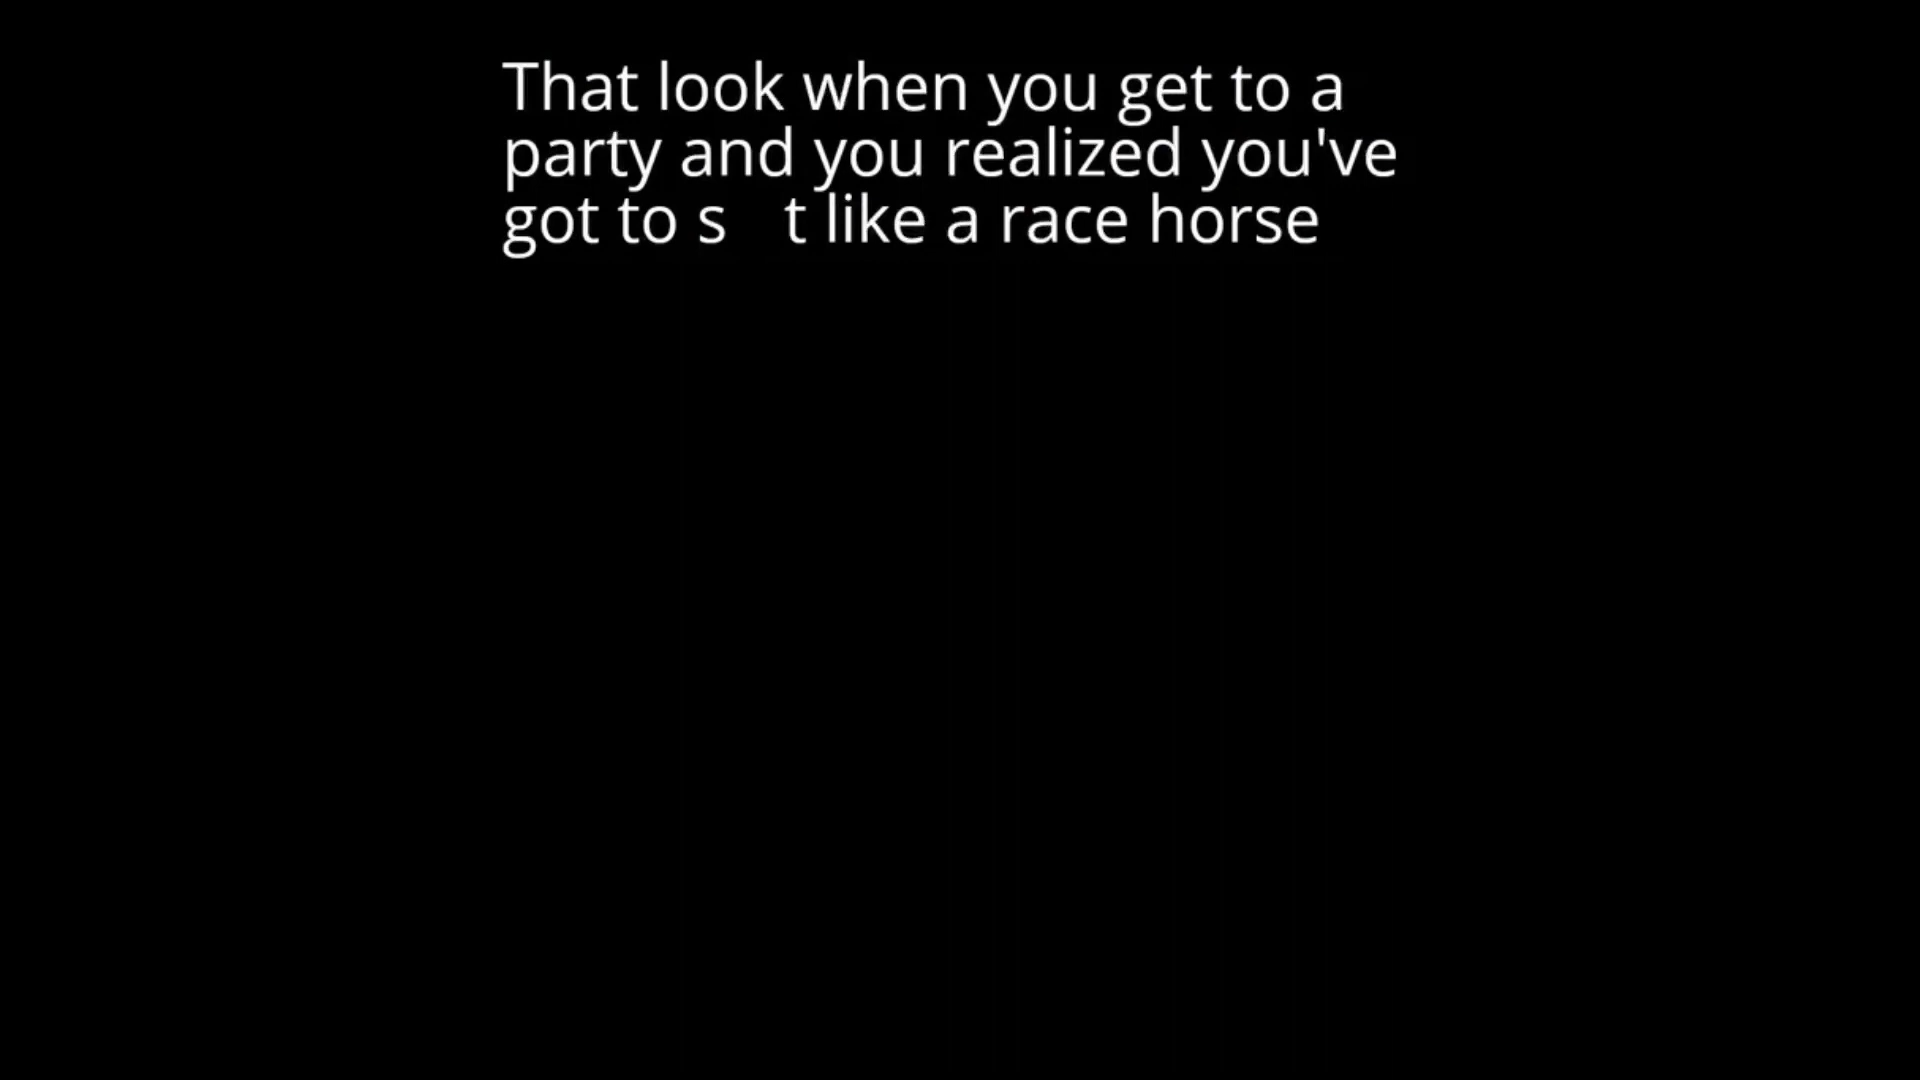 That look when you get to a
party and you realized you've
got to s t like a race horse